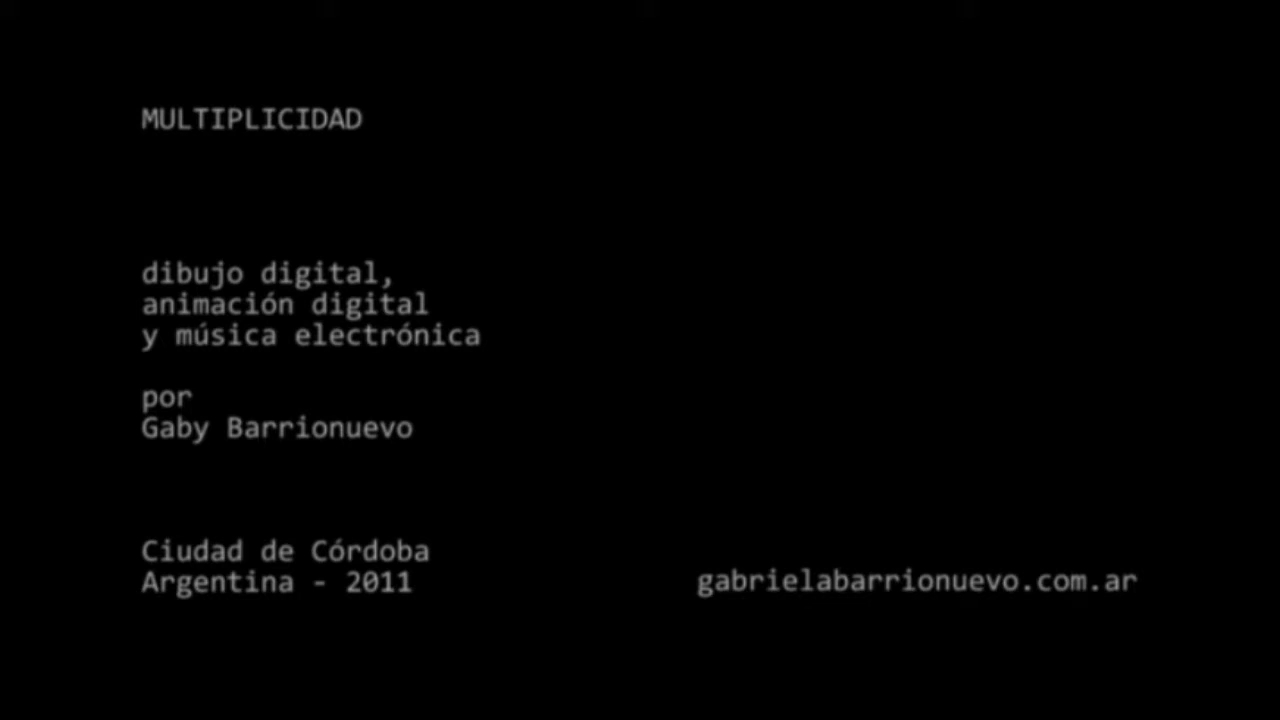 MULTIPLICIDAD
dibujo digital,
animación digital
y música electrónica
por
Gaby Barrionuevo
Ciudad de Córdoba
Argentina - 2011
gabrielabarrionuevo.com.ar